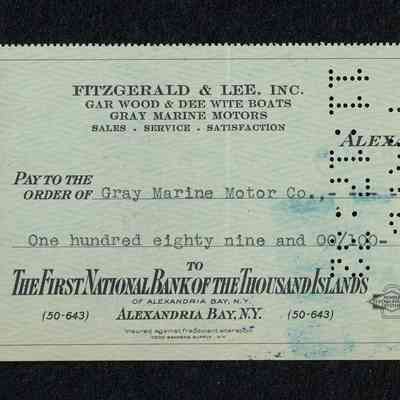 FITZGERALD & LEE, INC.
GAR WOOD & DEE WITE BOATS
GRAY MARINE MOTORS
SALES - SERVICE - SATISFACTION
ALEXA
PAY TO THE
ORDER OF Gray Marine Motor Co.,- - - -
One hundred eighty nine and 00/100-
TO
THE FIRST NATIONAL BANK OF THE THOUSAND ISLANDS
OF ALEXANDRIA BAY, N.Y.
(50-643) ALEXANDRIA BAY, N.Y. (50-643)
Insured against fraudulent alteration